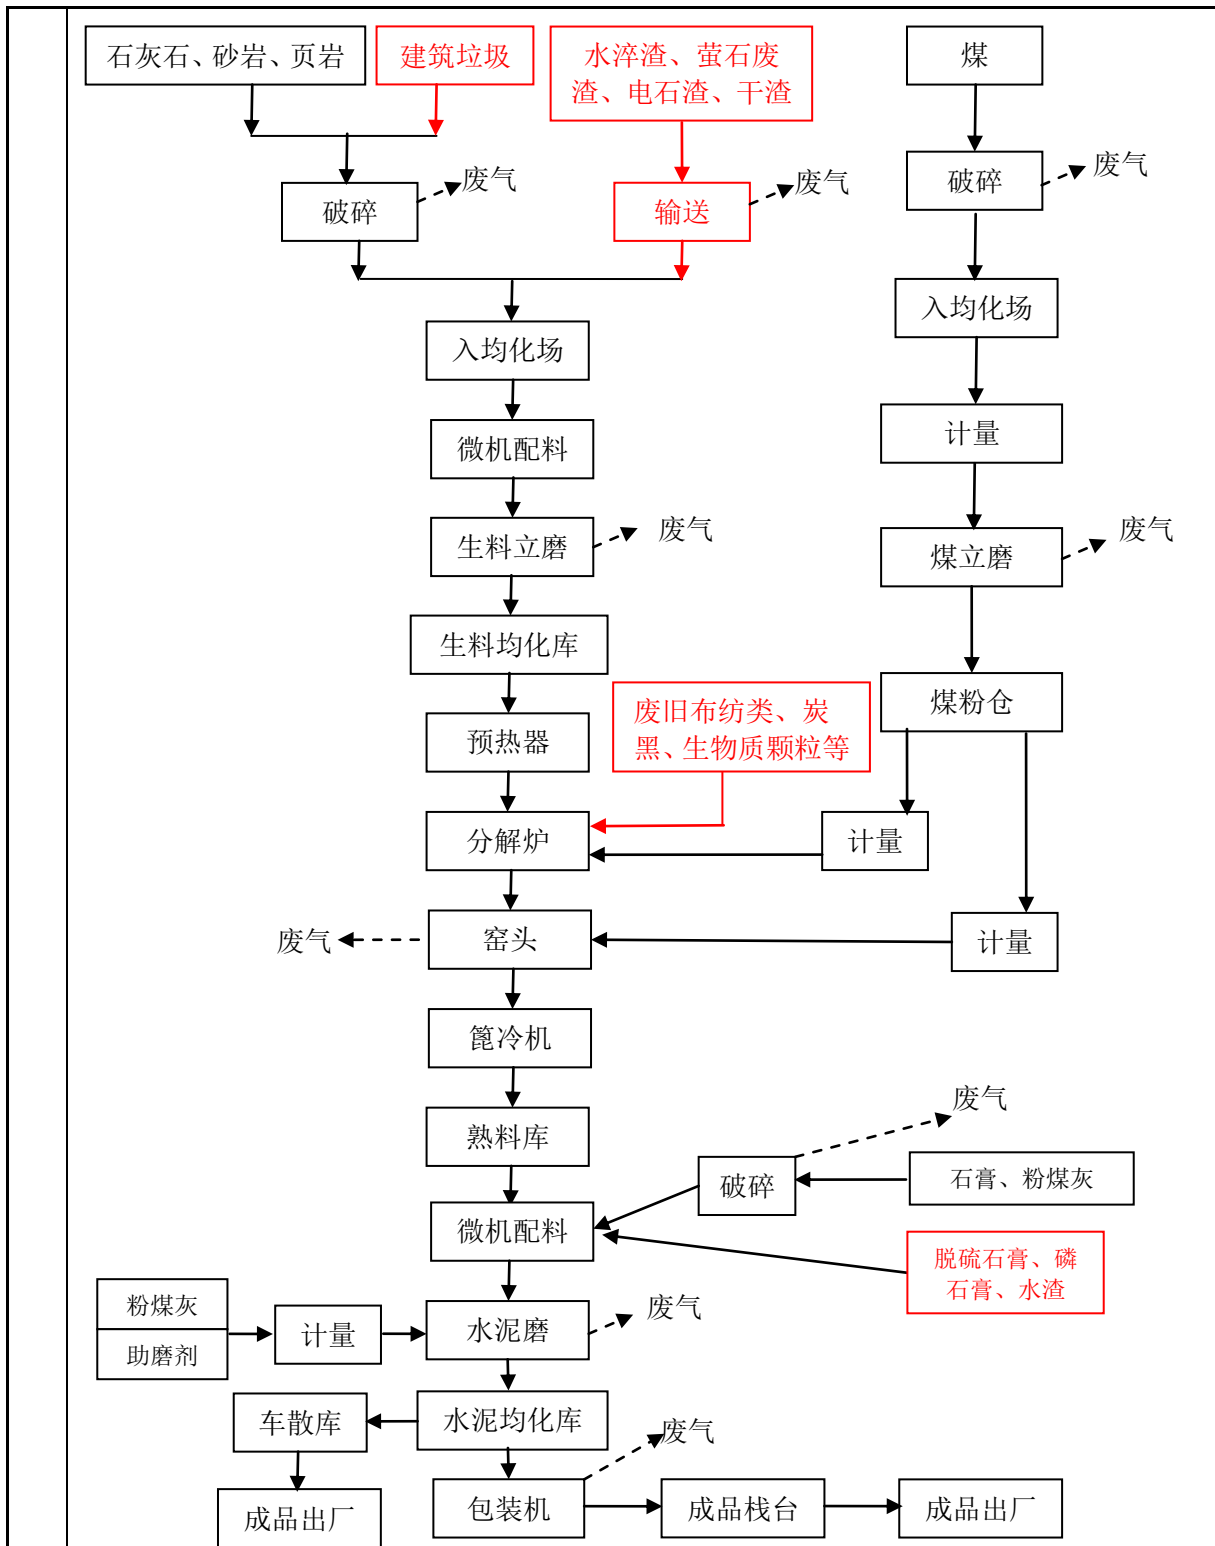 石灰石、砂岩、页岩
建筑垃圾
水淬渣、萤石废
渣、电石渣、干渣
煤
破碎
废气
输送
废气
破碎
废气
入均化场
入均化场
微机配料
计量
生料立磨
废气
煤立磨
废气
生料均化库
废旧布纺类、炭
黑、生物质颗粒等
煤粉仓
预热器
分解炉
计量
废气
窑头
计量
篦冷机
熟料库
废气
破碎
石膏、粉煤灰
微机配料
脱硫石膏、磷
石膏、水渣
粉煤灰
助磨剂
计量
水泥磨
废气
车散库
水泥均化库
废气
成品出厂
包装机
成品栈台
成品出厂